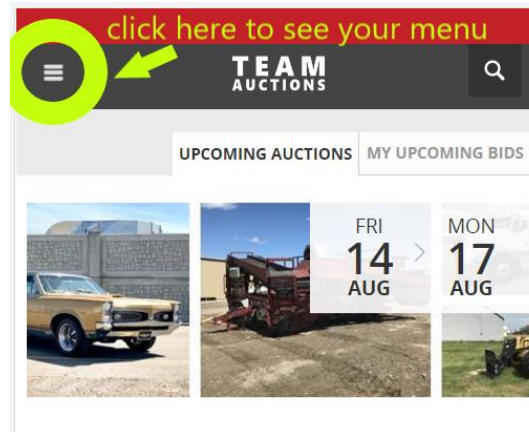 click here to see your menu
TEAM
AUCTIONS
UPCOMING AUCTIONS
MY UPCOMING BIDS
FRI
14
AUG
MON
17
AUG